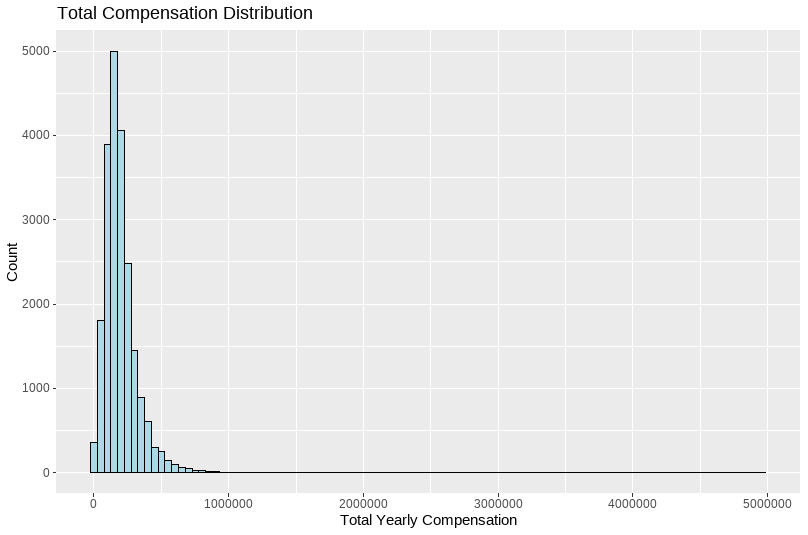 Total Compensation Distribution
5000
4000
3000
2000
1000
0
Count
0 1000000 2000000 3000000 4000000 5000000
Total Yearly Compensation